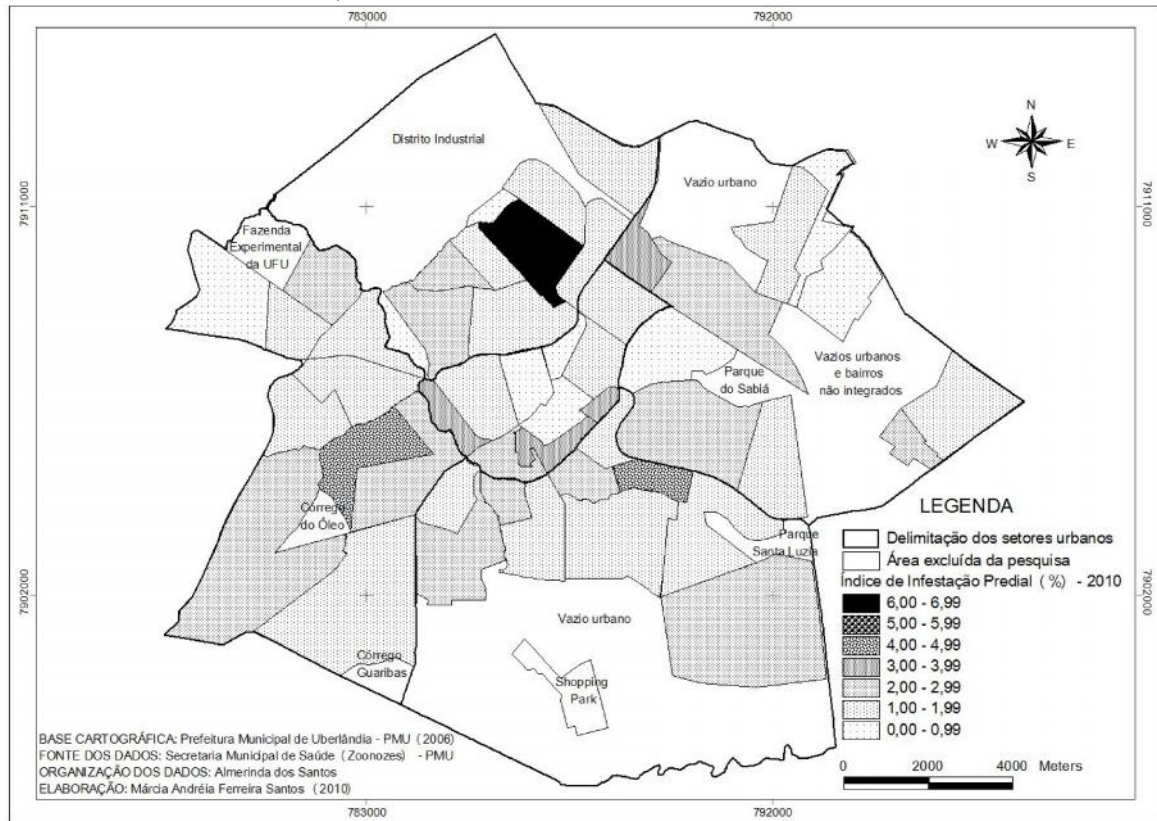 783000
792000
N
W E
S
Distrito Industrial
Vazio urbano
7911000
7911000
Fazenda
Experimental
da UFU
Vazios urbanos
e bairros
não integrados
Parque
do Sabiá
Córrego
do Óleo
Parque
Santa Luzia
7902000
7902000
Vazio urbano
Córrego
Guaribas
Shopping
Park
LEGENDA
Delimitação dos setores urbanos
Área excluída da pesquisa
Índice de Infestação Predial (%) - 2010
6,00 - 6,99
5,00 - 5,99
4,00 - 4,99
3,00 - 3,99
2,00 - 2,99
1,00 - 1,99
0,00 - 0,99
0 2000 4000 Meters
BASE CARTOGRÁFICA: Prefeitura Municipal de Uberlândia - PMU (2006)
FONTE DOS DADOS: Secretaria Municipal de Saúde (Zoonozes) - PMU
ORGANIZAÇÃO DOS DADOS: Almerinda dos Santos
ELABORAÇÃO: Márcia Andréia Ferreira Santos (2010)
783000
792000